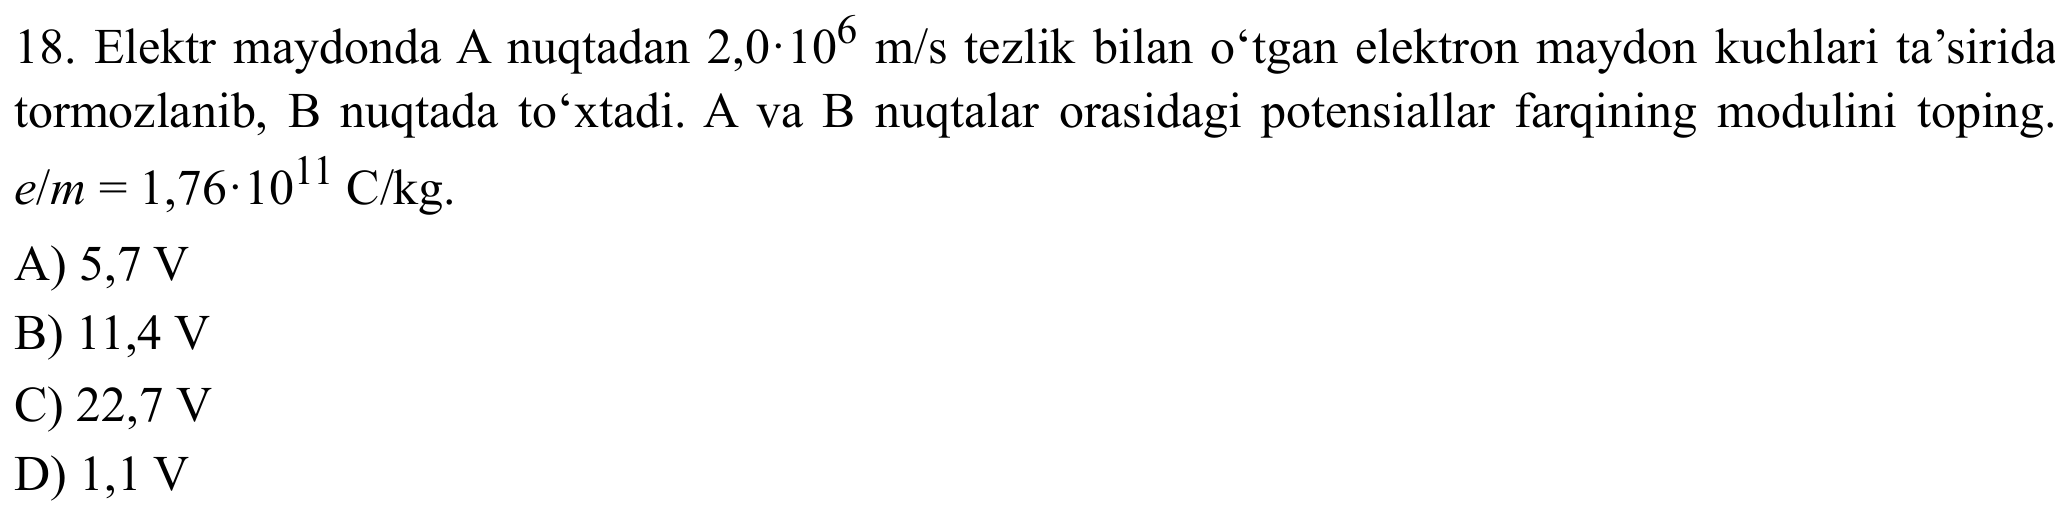 18. Elektr maydonda A nuqtadan 2,0·10⁶ m/s tezlik bilan o‘tgan elektron maydon kuchlari ta’sirida
tormozlanib, B nuqtada to‘xtadi. A va B nuqtalar orasidagi potensiallar farqining modulini toping.
e/m = 1,76·10¹¹ C/kg.
A) 5,7 V
B) 11,4 V
C) 22,7 V
D) 1,1 V